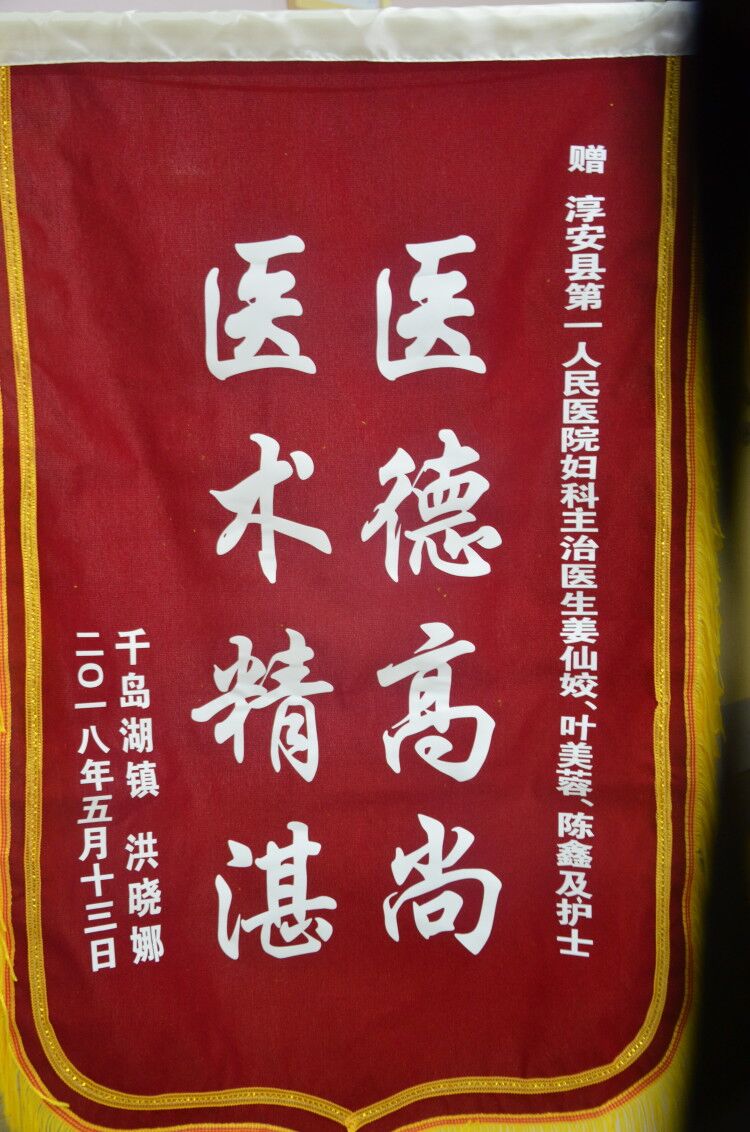 赠 淳安县第一人民医院妇科主治医生姜仙姣、叶美蓉、陈鑫及护士
医德高尚
医术精湛
千岛湖镇 洪晓娜
二〇一八年五月十三日